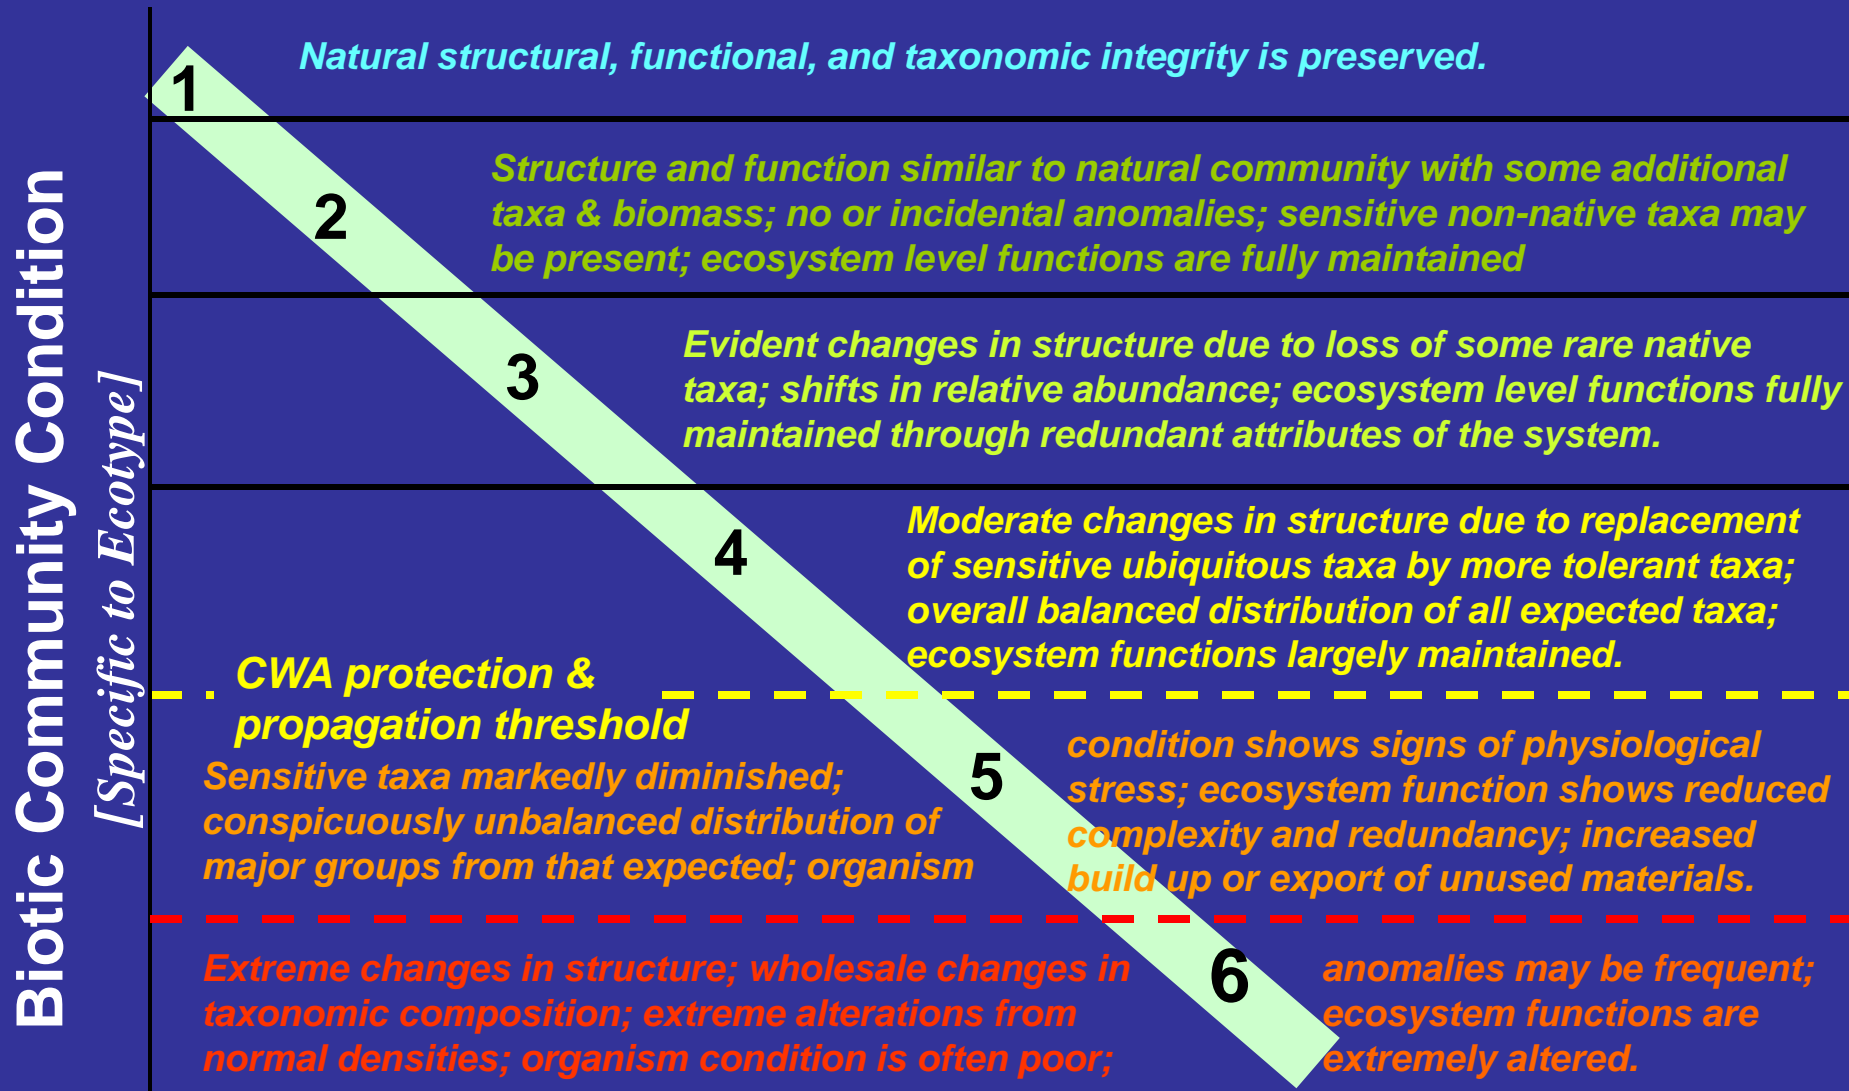 Biotic Community Condition
[Specific to Ecotype]
1
Natural structural, functional, and taxonomic integrity is preserved.
2
Structure and function similar to natural community with some additional
taxa & biomass; no or incidental anomalies; sensitive non-native taxa may
be present; ecosystem level functions are fully maintained
3
Evident changes in structure due to loss of some rare native
taxa; shifts in relative abundance; ecosystem level functions fully
maintained through redundant attributes of the system.
4
Moderate changes in structure due to replacement
of sensitive ubiquitous taxa by more tolerant taxa;
overall balanced distribution of all expected taxa;
ecosystem functions largely maintained.
CWA protection &
propagation threshold
Sensitive taxa markedly diminished;
conspicuously unbalanced distribution of
major groups from that expected; organism
5
condition shows signs of physiological
stress; ecosystem function shows reduced
complexity and redundancy; increased
build up or export of unused materials.
Extreme changes in structure; wholesale changes in
taxonomic composition; extreme alterations from
normal densities; organism condition is often poor;
6
anomalies may be frequent;
ecosystem functions are
extremely altered.